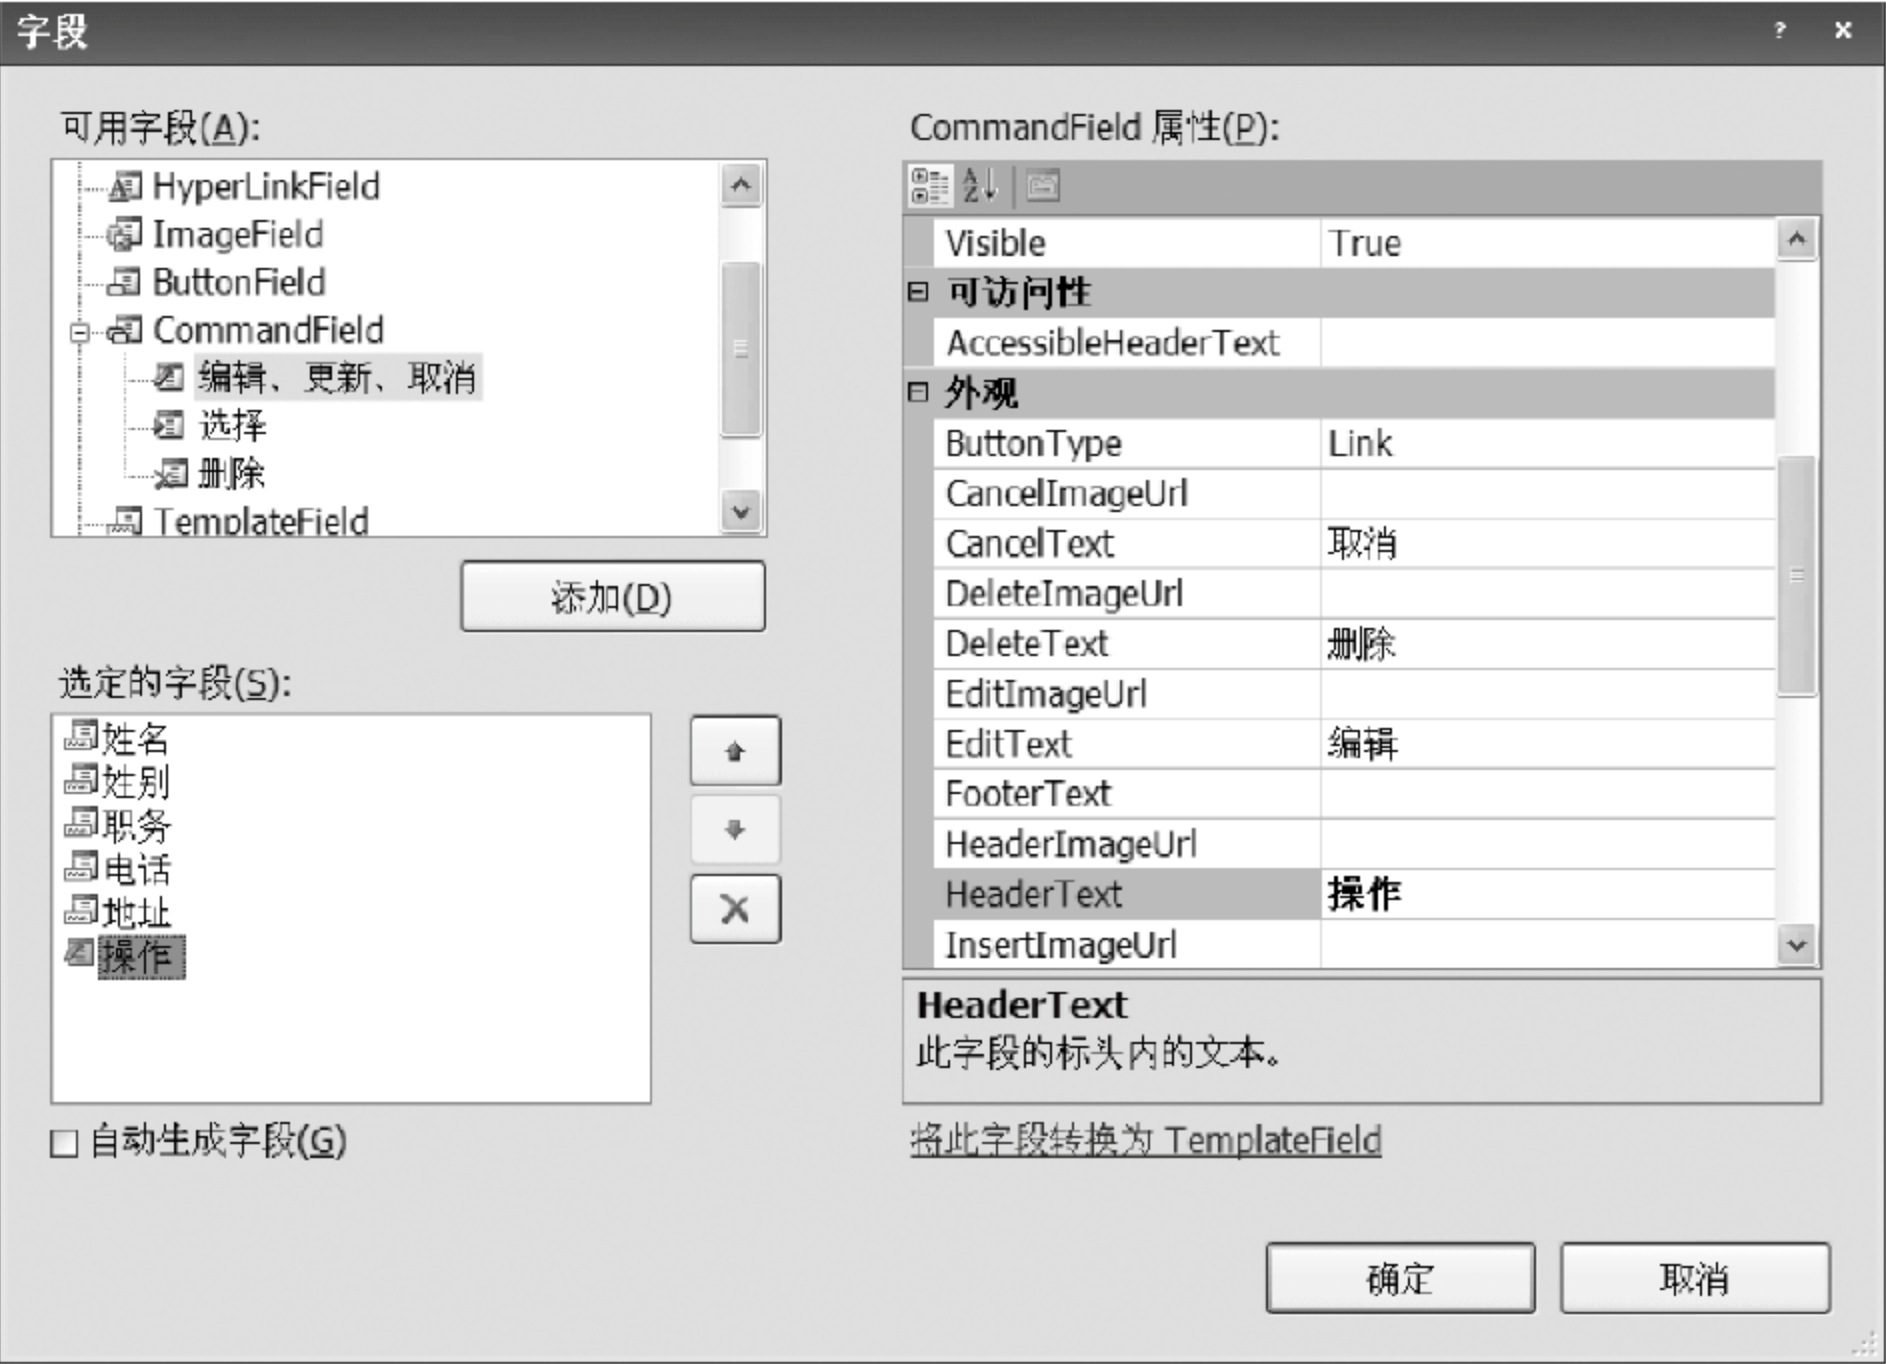 字段
可用字段(A):
HyperLinkField
ImageField
ButtonField
CommandField
编辑、更新、取消
选择
删除
TemplateField
添加(D)
选定的字段(S):
姓名
姓别
职务
电话
地址
操作
自动生成字段(G)
CommandField 属性(P):
Visible True
可访问性
AccessibleHeaderText
外观
ButtonType Link
CancelImageUrl
CancelText 取消
DeleteImageUrl
DeleteText 删除
EditImageUrl
EditText 编辑
FooterText
HeaderImageUrl
HeaderText 操作
InsertImageUrl
HeaderText
此字段的标头内的文本。
将此字段转换为 TemplateField
确定 取消